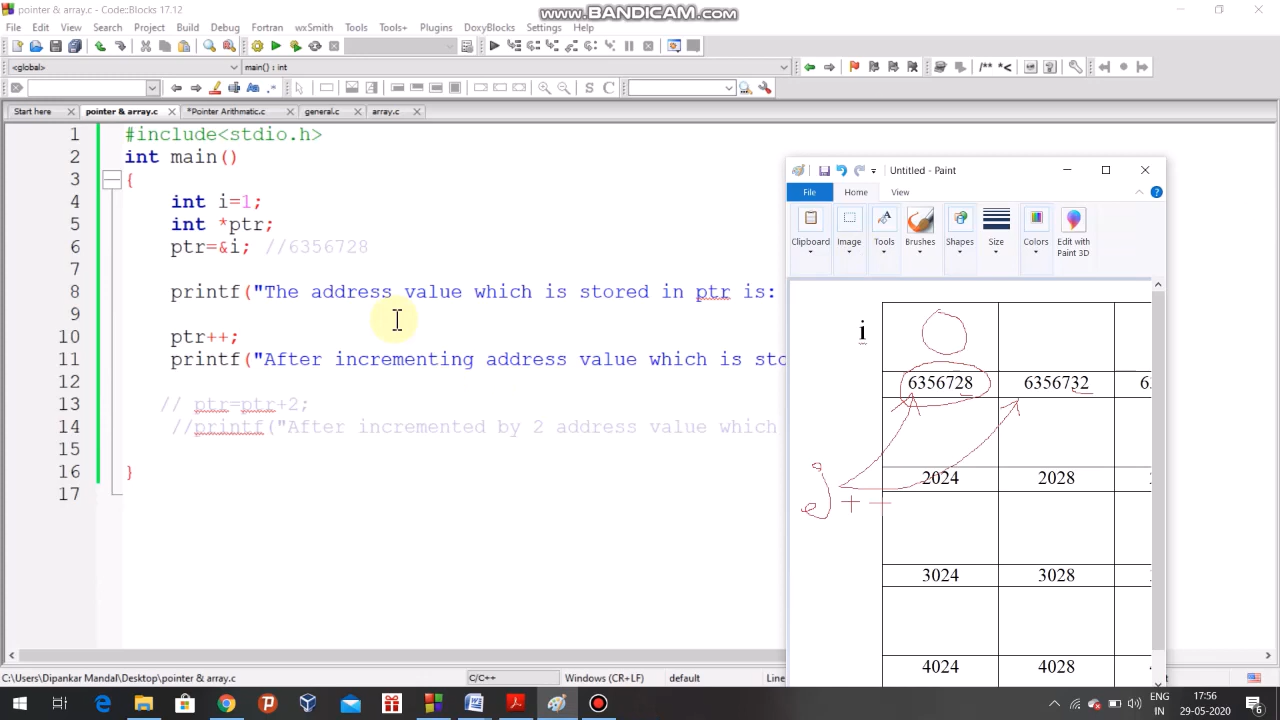 pointer & array.c - Code::Blocks 17.12
www.BANDICAM.com
File Edit View Search Project Build Debug Fortran wxSmith Tools Tools+ Plugins DoxyBlocks Settings Help
<global> main() : int
Start here pointer & array.c *Pointer Arithmatic.c general.c array.c
1 #include<stdio.h>
2 int main()
3 {
4 int i=1;
5 int *ptr;
6 ptr=&i; //6356728
7
8 printf("The address value which is stored in ptr is:
9
10 ptr++;
11 printf("After incrementing address value which is sto
12
13 // ptr=ptr+2;
14 //printf("After incremented by 2 address value which
15
16 }
17
Untitled - Paint
File Home View
Clipboard Image Tools Brushes Shapes Size Colors Edit with Paint 3D
i
6356728 6356732 63
j++
2024 2028
3024 3028
4024 4028
C:\Users\Dipankar Mandal\Desktop\pointer & array.c C/C++ Windows (CR+LF) default Line
ENG 17:56
IN 29-05-2020 6